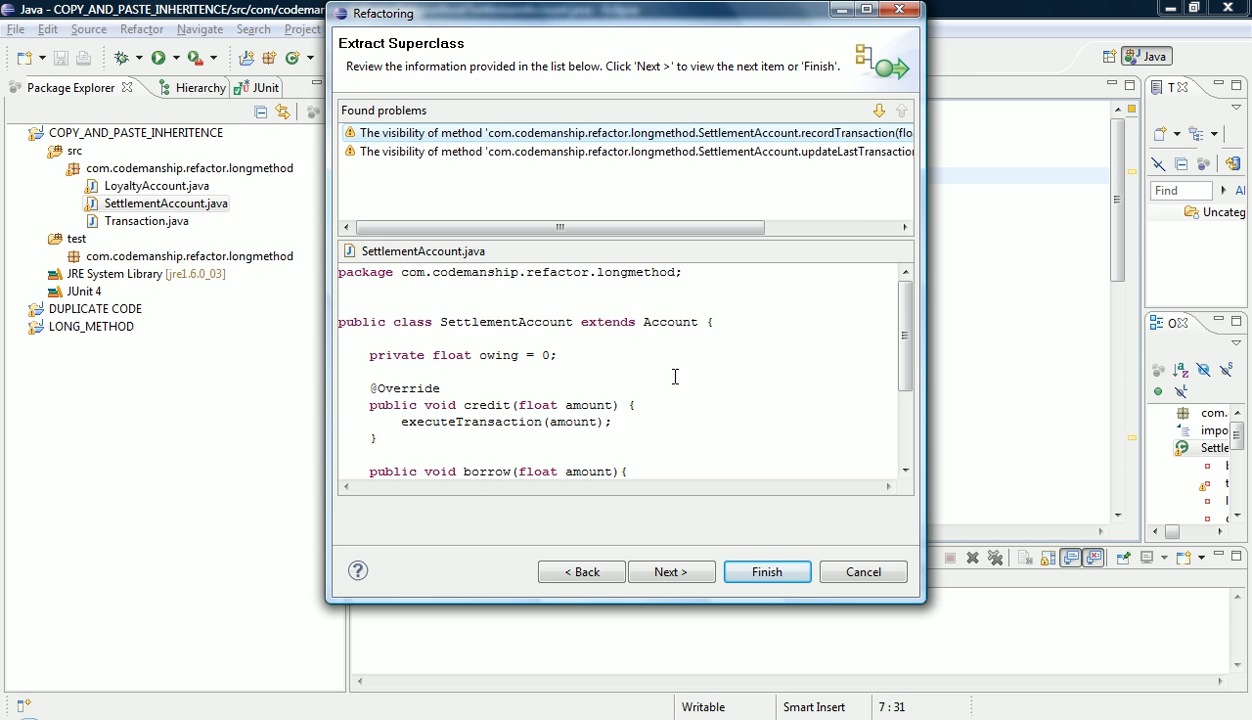 Java - COPY_AND_PASTE_INHERITENCE/src/com/codemar
Refactoring
File Edit Source Refactor Navigate Search Project
Extract Superclass
Review the information provided in the list below. Click 'Next >' to view the next item or 'Finish'.
Java
Package Explorer Hierarchy JUnit
Found problems
The visibility of method 'com.codemanship.refactor.longmethod.SettlementAccount.recordTransaction(flo
The visibility of method 'com.codemanship.refactor.longmethod.SettlementAccount.updateLastTransaction
COPY_AND_PASTE_INHERITENCE
src
com.codemanship.refactor.longmethod
LoyaltyAccount.java
SettlementAccount.java
Transaction.java
test
com.codemanship.refactor.longmethod
JRE System Library [jre1.6.0_03]
JUnit 4
DUPLICATE CODE
LONG_METHOD
SettlementAccount.java
package com.codemanship.refactor.longmethod;
public class SettlementAccount extends Account {
private float owing = 0;
@Override
public void credit(float amount) {
executeTransaction(amount);
}
public void borrow(float amount){
< Back Next > Finish Cancel
T
Find Al
Uncateg
O
com.
impo
Settle
Writable Smart Insert 7 : 31